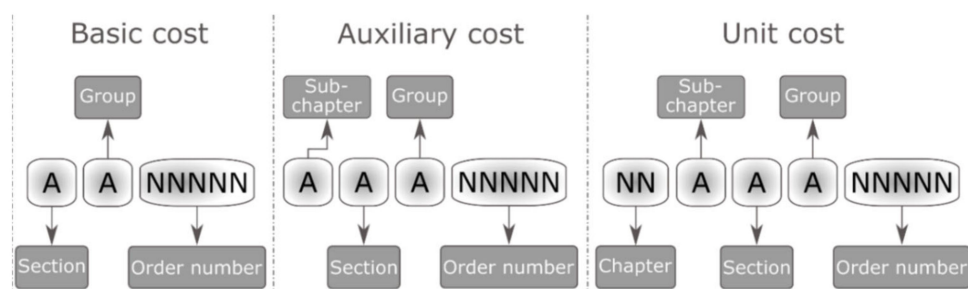 Basic cost
Auxiliary cost
Unit cost
Group
Sub-
chapter
Group
Sub-
chapter
Group
A A NNNNN
A A A NNNNN
NN A A A NNNNN
Section
Order number
Section
Order number
Chapter
Section
Order number